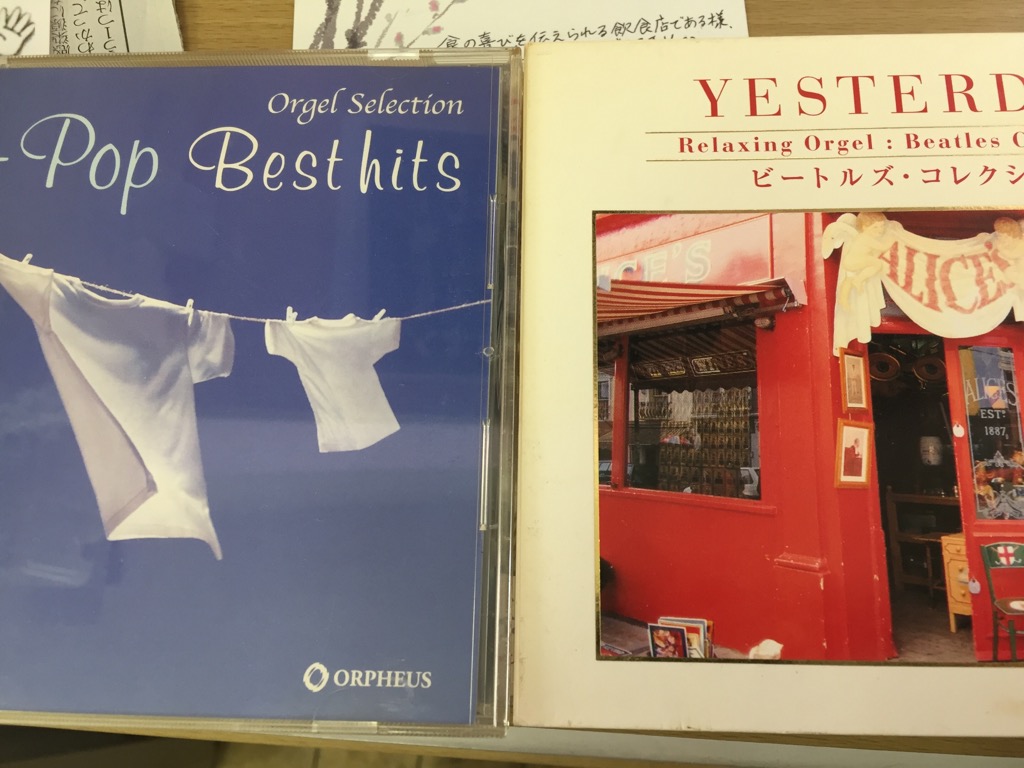 食の喜びを伝えられる飲食店である様、
Orgel Selection
-Pop Best hits
ORPHEUS
YESTERD
Relaxing Orgel : Beatles C
ビートルズ・コレクシ
ICE'S
ALICE'S
ALICE'S
EST.
1887